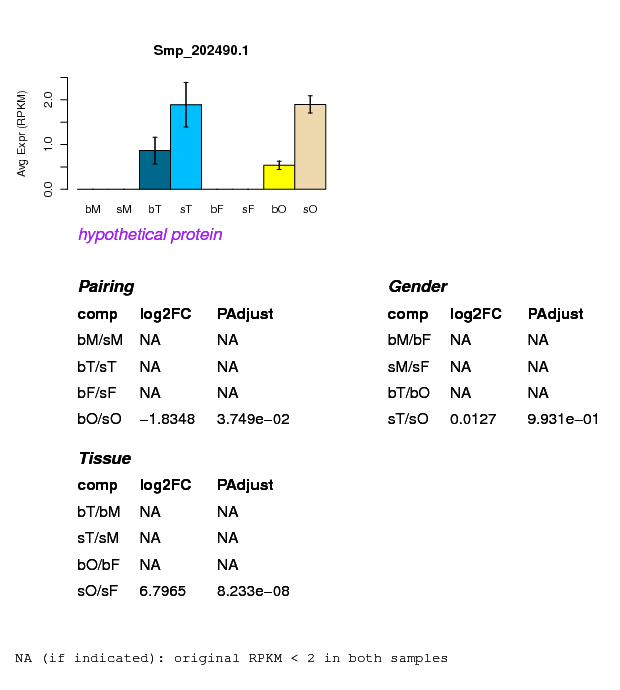 Smp_202490.1
Avg Expr (RPKM)
2.0
1.0
0.0
bM sM bT sT bF sF bO sO
hypothetical protein
Pairing
comp log2FC PAdjust
bM/sM NA NA
bT/sT NA NA
bF/sF NA NA
bO/sO −1.8348 3.749e−02
Gender
comp log2FC PAdjust
bM/bF NA NA
sM/sF NA NA
bT/bO NA NA
sT/sO 0.0127 9.931e−01
Tissue
comp log2FC PAdjust
bT/bM NA NA
sT/sM NA NA
bO/bF NA NA
sO/sF 6.7965 8.233e−08
NA (if indicated): original RPKM < 2 in both samples